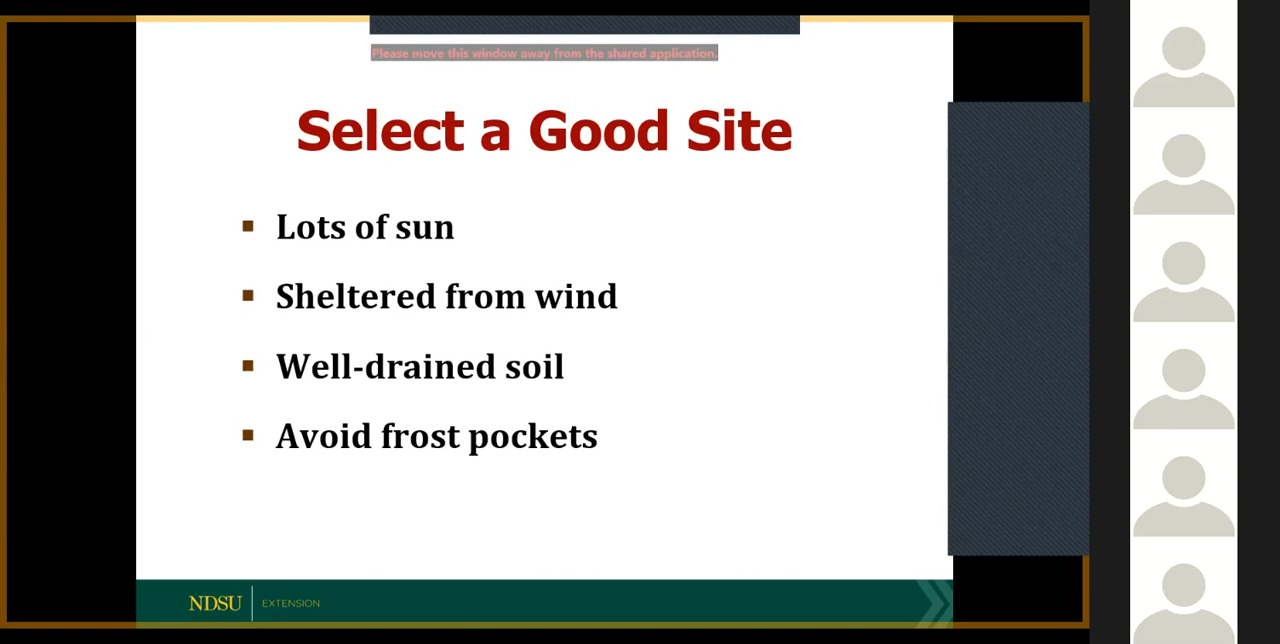 Please move this window away from the shared application.
Select a Good Site
▪ Lots of sun
▪ Sheltered from wind
▪ Well-drained soil
▪ Avoid frost pockets
NDSU EXTENSION